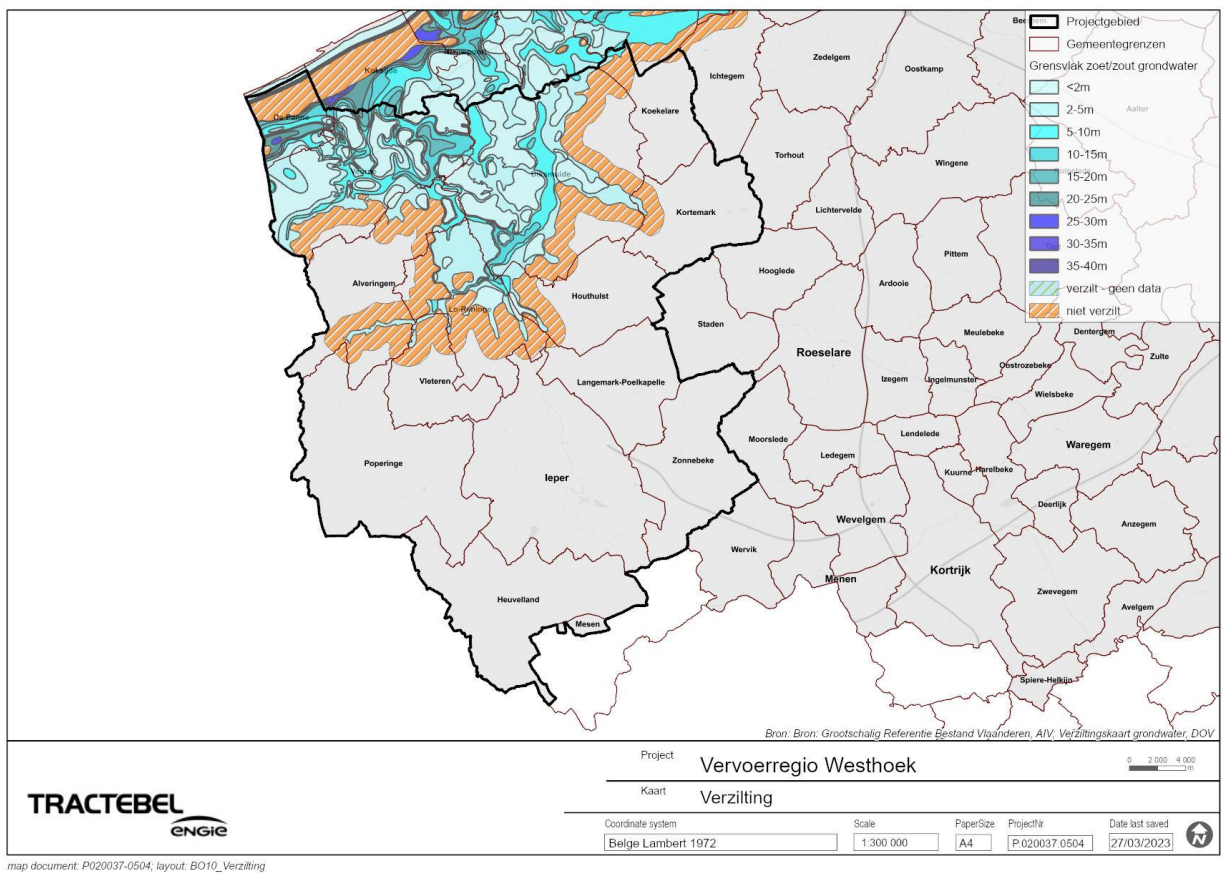 Projectgebied
Gemeentegrenzen
Grensvlak zoet/zout grondwater
<2m
2-5m
5-10m
10-15m
15-20m
20-25m
25-30m
30-35m
35-40m
verzilt - geen data
niet verzilt
Aalter
Zedelgem
Oostkamp
Ichtegem
Koksijde
De Panne
Koekelare
Torhout
Wingene
Diksmuide
Kortemark
Lichtervelde
Pittem
Hooglede
Ardooie
Alveringem
Houthulst
Lo-Reninge
Staden
Meulebeke
Dentergem
Roeselare
Zulte
Oostrozebeke
Vleteren
Langemark-Poelkapelle
Izegem
Ingelmunster
Wielsbeke
Lendelede
Moorslede
Waregem
Ledegem
Poperinge
Zonnebeke
Ieper
Kuurne
Harelbeke
Deerlijk
Wevelgem
Anzegem
Wervik
Kortrijk
Menen
Zwevegem
Heuvelland
Avelgem
Mesen
Spiere-Helkijn
Bron: Bron: Grootschalig Referentie Bestand Vlaanderen, AIV; Verziltingskaart grondwater, DOV
Project
Vervoerregio Westhoek
0 2 000 4 000
m
Kaart
Verzilting
TRACTEBEL
ENGIE
Coordinate system
Scale
PaperSize
ProjectNr
Date last saved
Belge Lambert 1972
1:300 000
A4
P.020037.0504
27/03/2023
N
map document: P020037-0504; layout: BO10_Verzilting